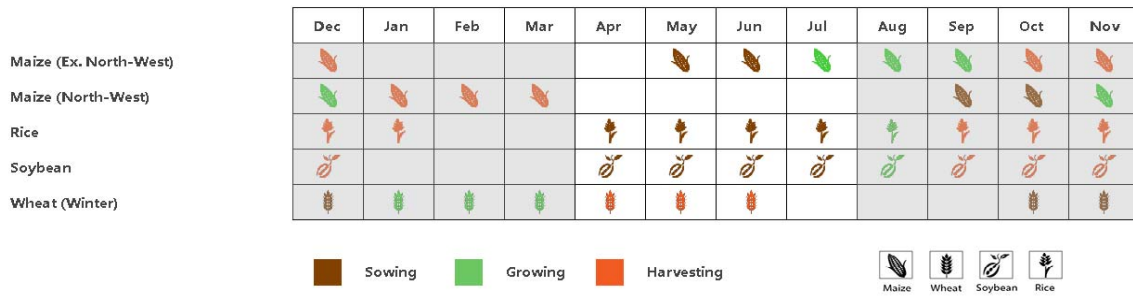 Dec Jan Feb Mar Apr May Jun Jul Aug Sep Oct Nov
Maize (Ex. North-West)
Maize (North-West)
Rice
Soybean
Wheat (Winter)
Sowing Growing Harvesting
Maize Wheat Soybean Rice